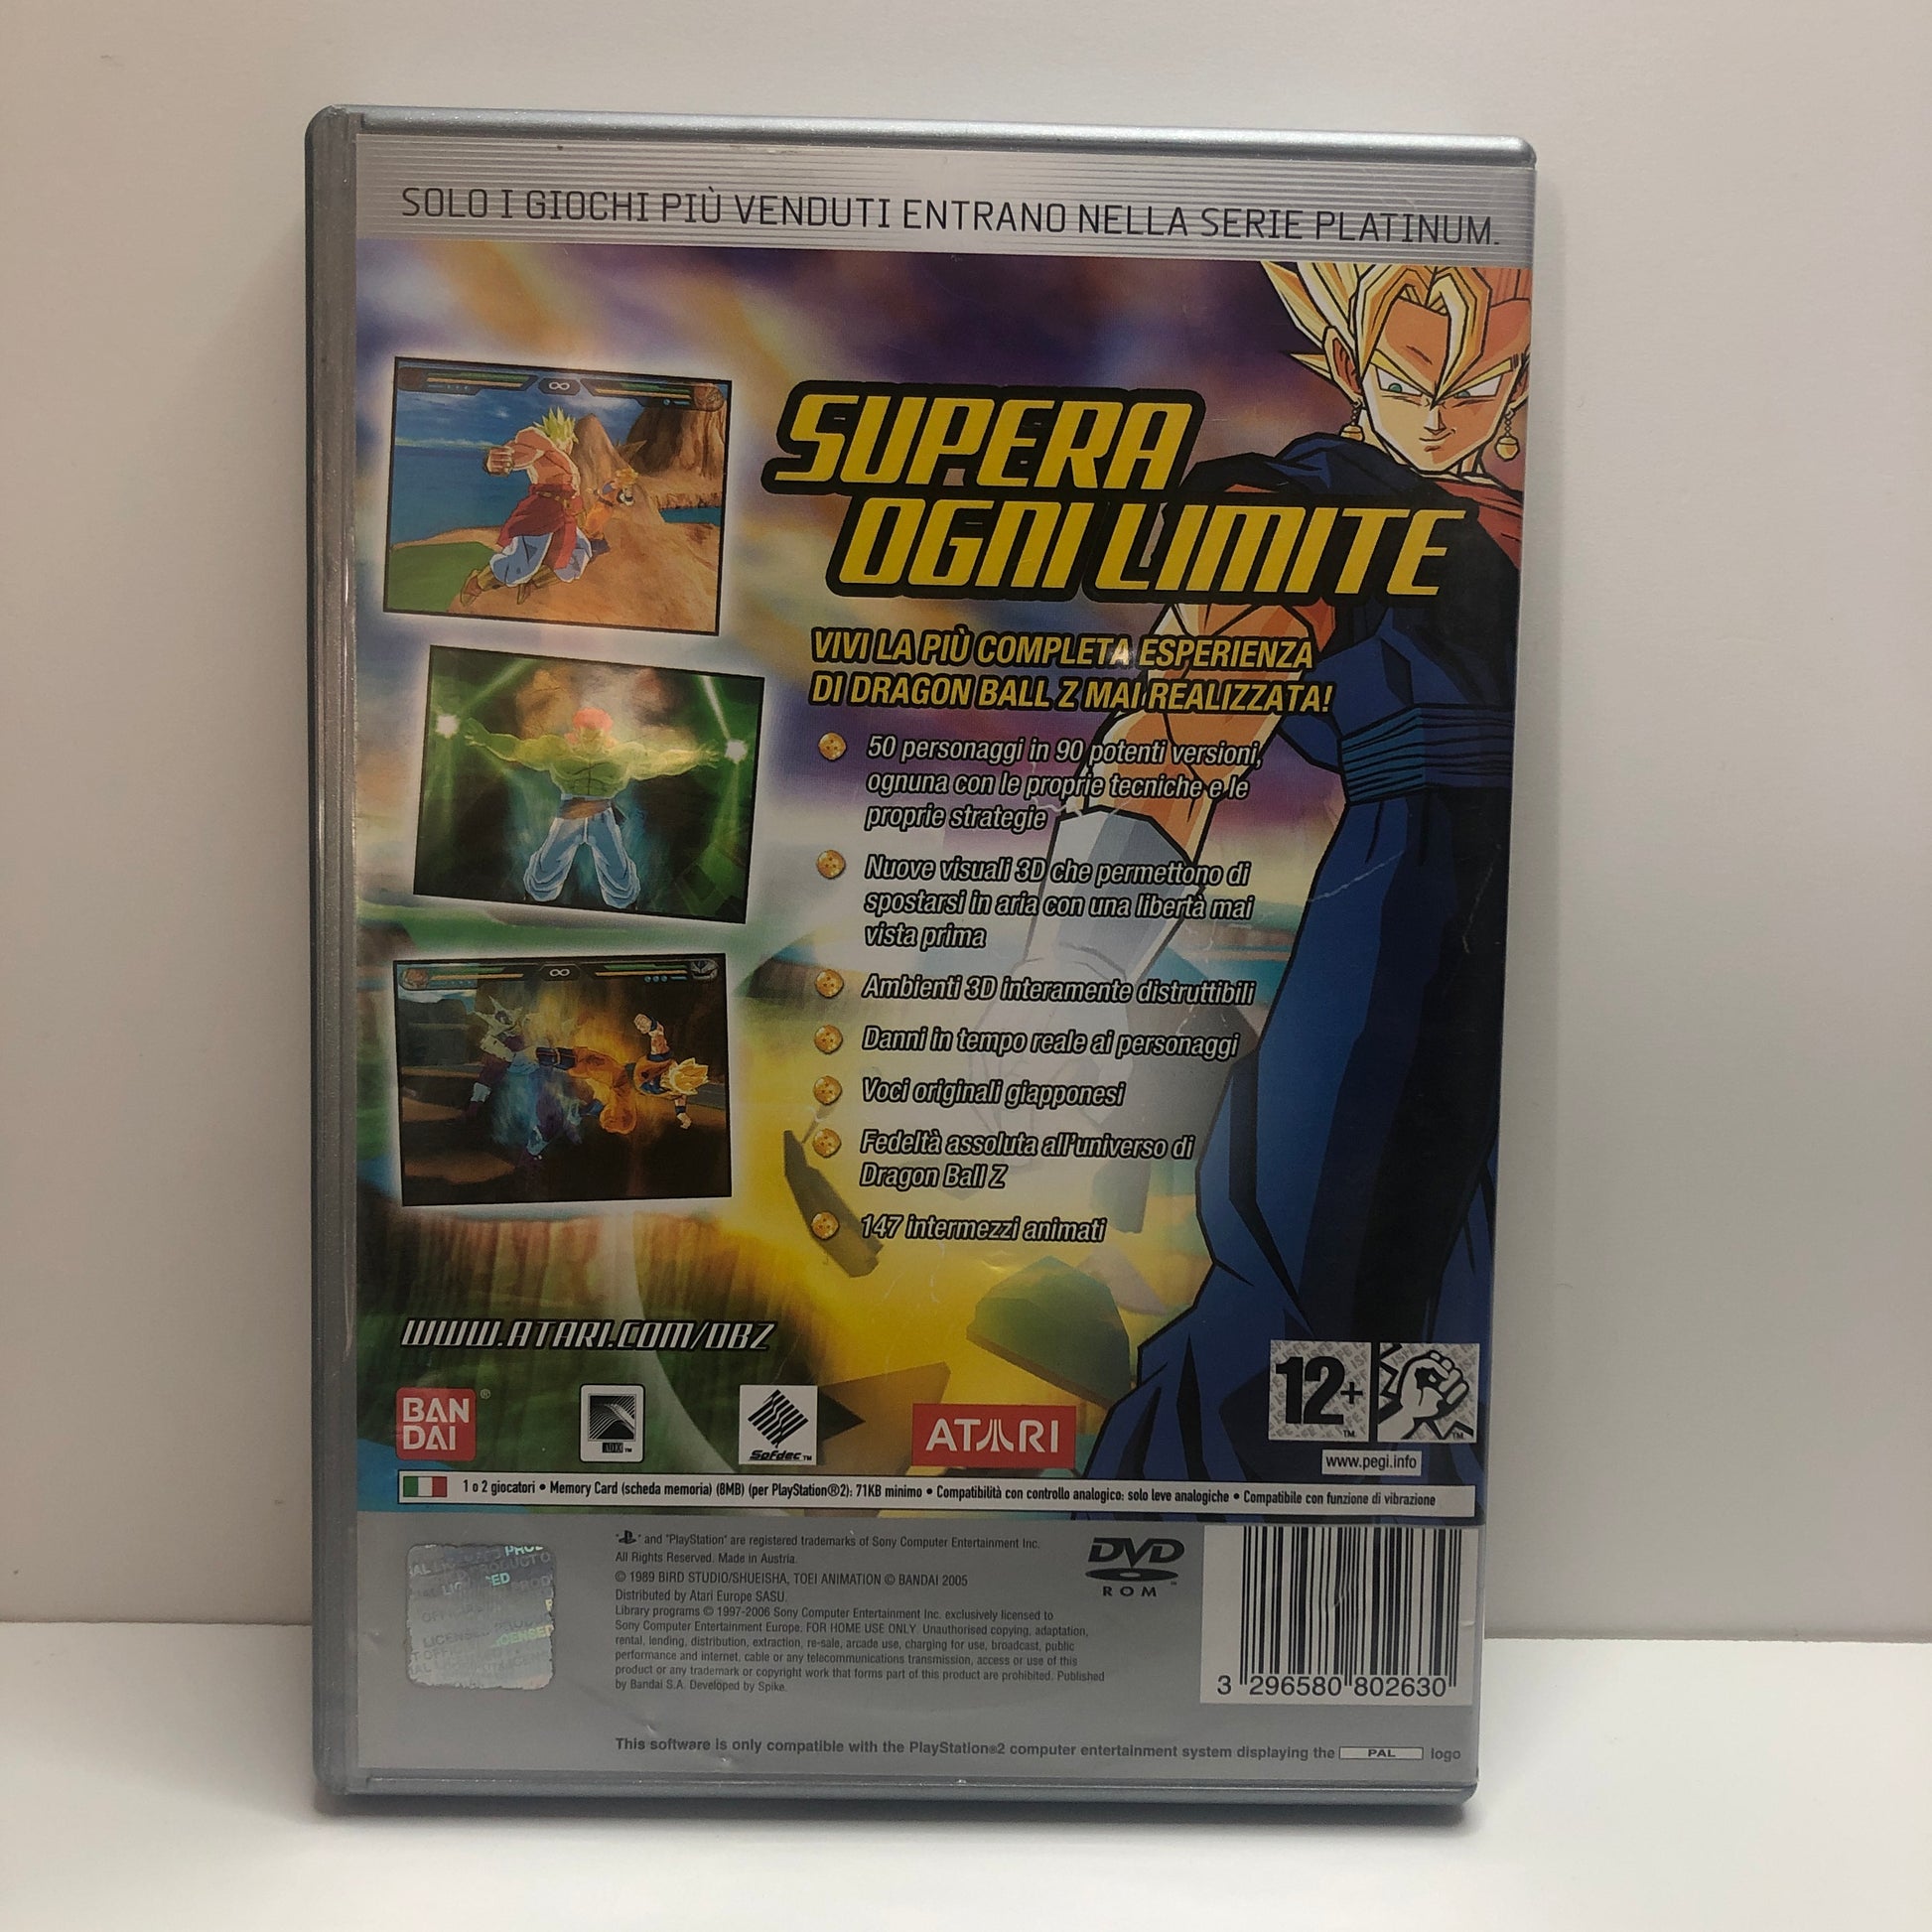 SOLO I GIOCHI PIÙ VENDUTI ENTRANO NELLA SERIE PLATINUM.
SUPERA
OGNI LIMITE
VIVI LA PIÙ COMPLETA ESPERIENZA
DI DRAGON BALL Z MAI REALIZZATA!
50 personaggi in 90 potenti versioni,
ognuna con le proprie tecniche e le
proprie strategie
Nuove visuali 3D che permettono di
spostarsi in aria con una libertà mai
vista prima
Ambienti 3D interamente distruttibili
Danni in tempo reale ai personaggi
Voci originali giapponesi
Fedeltà assoluta all'universo di
Dragon Ball Z
147 intermezzi animati
WWW.ATARI.COM/DBZ
BAN
DAI
®
Sofdec™
ATARI
12+
www.pegi.info
1 o 2 giocatori • Memory Card (scheda memoria) (8MB) (per PlayStation®2): 71KB minimo • Compatibilità con controllo analogico: solo leve analogiche • Compatibile con funzione di vibrazione
" " and "PlayStation" are registered trademarks of Sony Computer Entertainment Inc.
All Rights Reserved. Made in Austria.
© 1989 BIRD STUDIO/SHUEISHA, TOEI ANIMATION © BANDAI 2005
Distributed by Atari Europe SASU.
Library programs © 1997-2006 Sony Computer Entertainment Inc. exclusively licensed to
Sony Computer Entertainment Europe. FOR HOME USE ONLY. Unauthorised copying, adaptation,
rental, lending, distribution, extraction, re-sale, arcade use, charging for use, broadcast, public
performance and internet, cable or any telecommunications transmission, access or use of this
product or any trademark or copyright work that forms part of this product are prohibited. Published
by Bandai S.A. Developed by Spike.
DVD
ROM
3 296580 802630
This software is only compatible with the PlayStation®2 computer entertainment system displaying the PAL logo